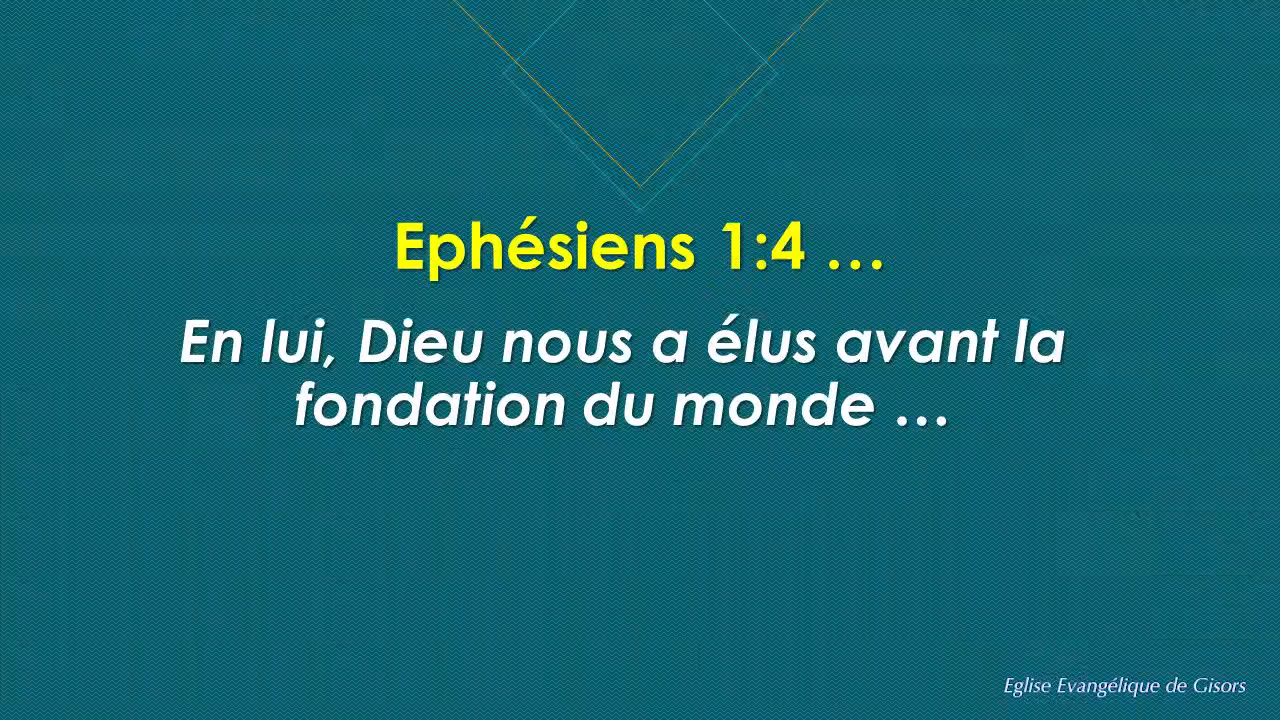 Ephésiens 1:4 …
En lui, Dieu nous a élus avant la
fondation du monde …
Eglise Evangélique de Gisors